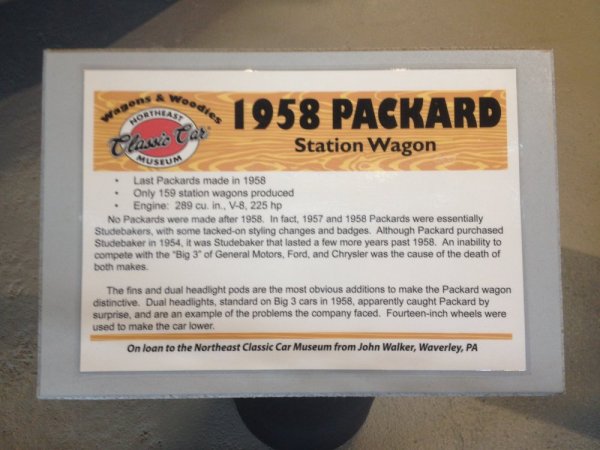 Wagons & Woodies
NORTHEAST
Classic Car
MUSEUM
1958 PACKARD
Station Wagon
• Last Packards made in 1958
• Only 159 station wagons produced
• Engine: 289 cu. in., V-8, 225 hp
No Packards were made after 1958. In fact, 1957 and 1958 Packards were essentially
Studebakers, with some tacked-on styling changes and badges. Although Packard purchased
Studebaker in 1954, it was Studebaker that lasted a few more years past 1958. An inability to
compete with the "Big 3" of General Motors, Ford, and Chrysler was the cause of the death of
both makes.
The fins and dual headlight pods are the most obvious additions to make the Packard wagon
distinctive. Dual headlights, standard on Big 3 cars in 1958, apparently caught Packard by
surprise, and are an example of the problems the company faced. Fourteen-inch wheels were
used to make the car lower.
On loan to the Northeast Classic Car Museum from John Walker, Waverley, PA